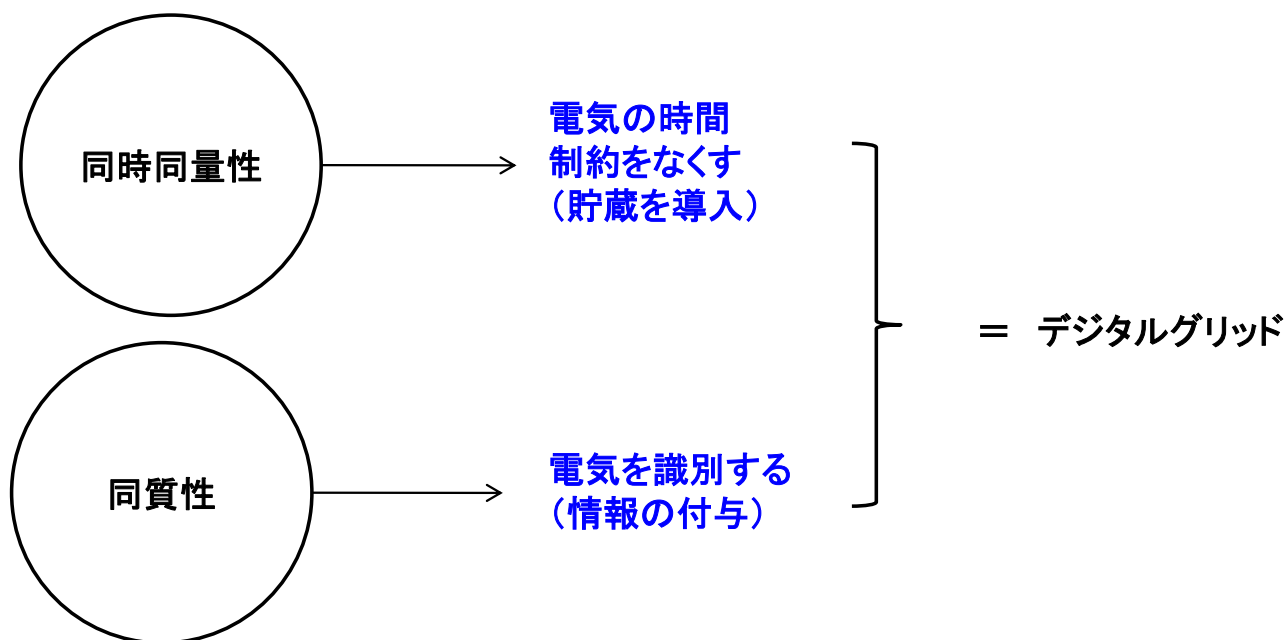 同時同量性
電気の時間
制約をなくす
（貯蔵を導入）
＝ デジタルグリッド
同質性
電気を識別する
（情報の付与）